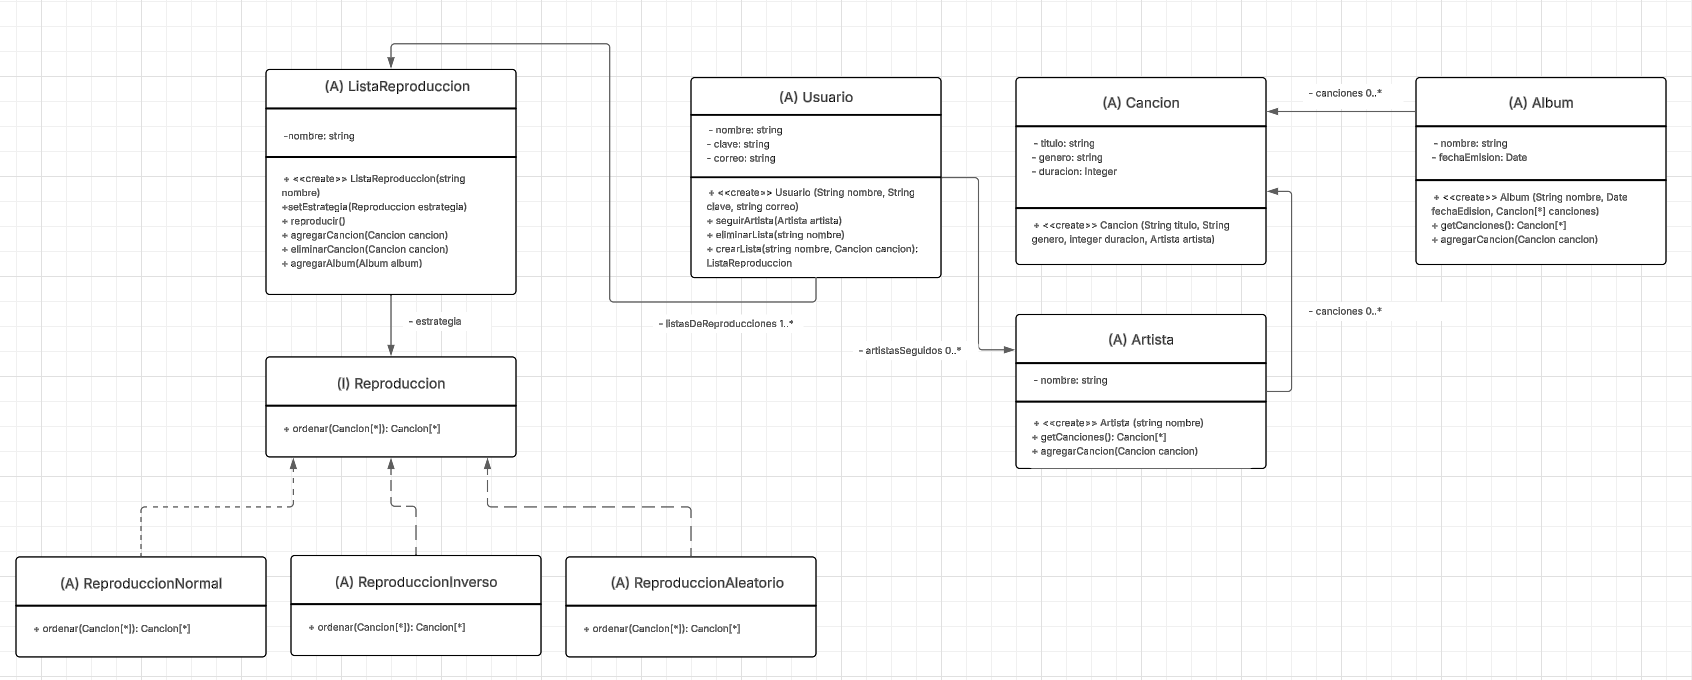 (A) ListaReproduccion
-nombre: string
+ <<create>> ListaReproduccion(string
nombre)
+setEstrategia(Reproduccion estrategia)
+ reproducir()
+ agregarCancion(Cancion cancion)
+ eliminarCancion(Cancion cancion)
+ agregarAlbum(Album album)
(A) Usuario
- nombre: string
- clave: string
- correo: string
+ <<create>> Usuario (String nombre, String
clave, string correo)
+ seguirArtista(Artista artista)
+ eliminarLista(string nombre)
+ crearLista(string nombre, Cancion cancion):
ListaReproduccion
(A) Cancion
- titulo: string
- genero: string
- duracion: Integer
+ <<create>> Cancion (String titulo, String
genero, integer duracion, Artista artista)
- canciones 0..*
(A) Album
- nombre: string
- fechaEmision: Date
+ <<create>> Album (String nombre, Date
fechaEdision, Cancion[*] canciones)
+ getCanciones(): Cancion[*]
+ agregarCancion(Cancion cancion)
- estrategia
- listasDeReproducciones 1..*
- artistasSeguidos 0..*
- canciones 0..*
(A) Artista
- nombre: string
+ <<create>> Artista (string nombre)
+ getCanciones(): Cancion[*]
+ agregarCancion(Cancion cancion)
(I) Reproduccion
+ ordenar(Cancion[*]): Cancion[*]
(A) ReproduccionNormal
+ ordenar(Cancion[*]): Cancion[*]
(A) ReproduccionInverso
+ ordenar(Cancion[*]): Cancion[*]
(A) ReproduccionAleatorio
+ ordenar(Cancion[*]): Cancion[*]